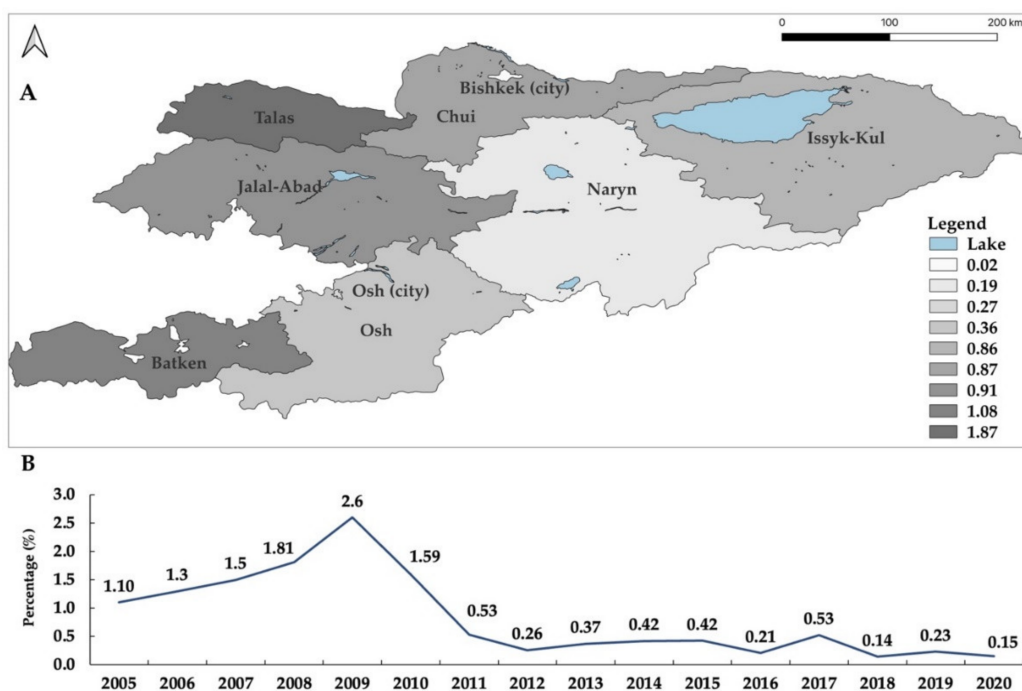 0 100 200 km
A
Bishkek (city)
Talas
Chui
Issyk-Kul
Jalal-Abad
Naryn
Osh (city)
Osh
Batken
Legend
Lake
0.02
0.19
0.27
0.36
0.86
0.87
0.91
1.08
1.87
B
Percentage (%)
3.0
2.5
2.0
1.5
1.0
0.5
0.0
1.10 1.3 1.5 1.81 2.6 1.59 0.53 0.26 0.37 0.42 0.42 0.21 0.53 0.14 0.23 0.15
2005 2006 2007 2008 2009 2010 2011 2012 2013 2014 2015 2016 2017 2018 2019 2020